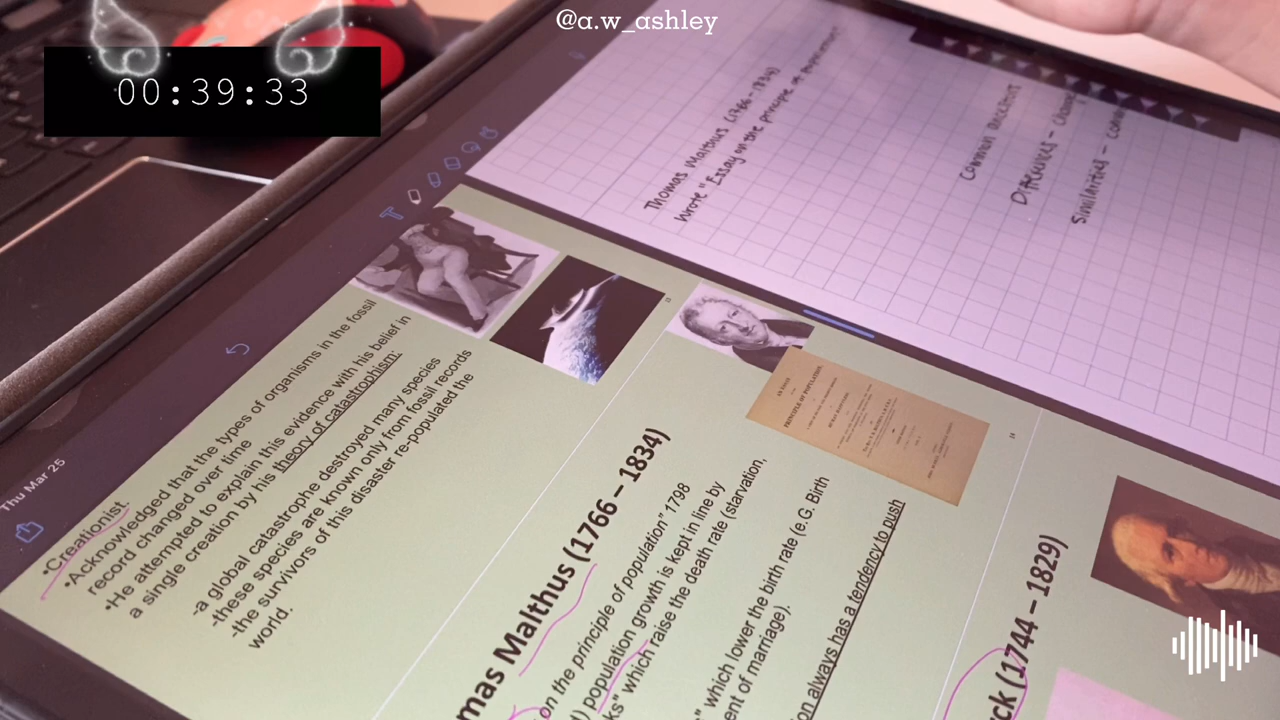 @a.w_ashley
00:39:33
Thomas Malthus (1766-1834)
Wrote "Essay on the principle of
Common ancestors
Differences -
Similarities -
Thu Mar 25
•Creationist.
•Acknowledged that the types of organisms in the fossil
record changed over time
•He attempted to explain this evidence with his belief in
a single creation by his theory of catastrophism:
-a global catastrophe destroyed many species
-these species are known only from fossil records
-the survivors of this disaster re-populated the
world.
mas Malthus (1766 – 1834)
on the principle of population" 1798
population growth is kept in line by
ks" which raise the death rate (starvation,
" which lower the birth rate (e.G. Birth
ent of marriage).
on always has a tendency to push
AN ESSAY
PRINCIPLE OF POPULATION,
ck (1744 – 1829)